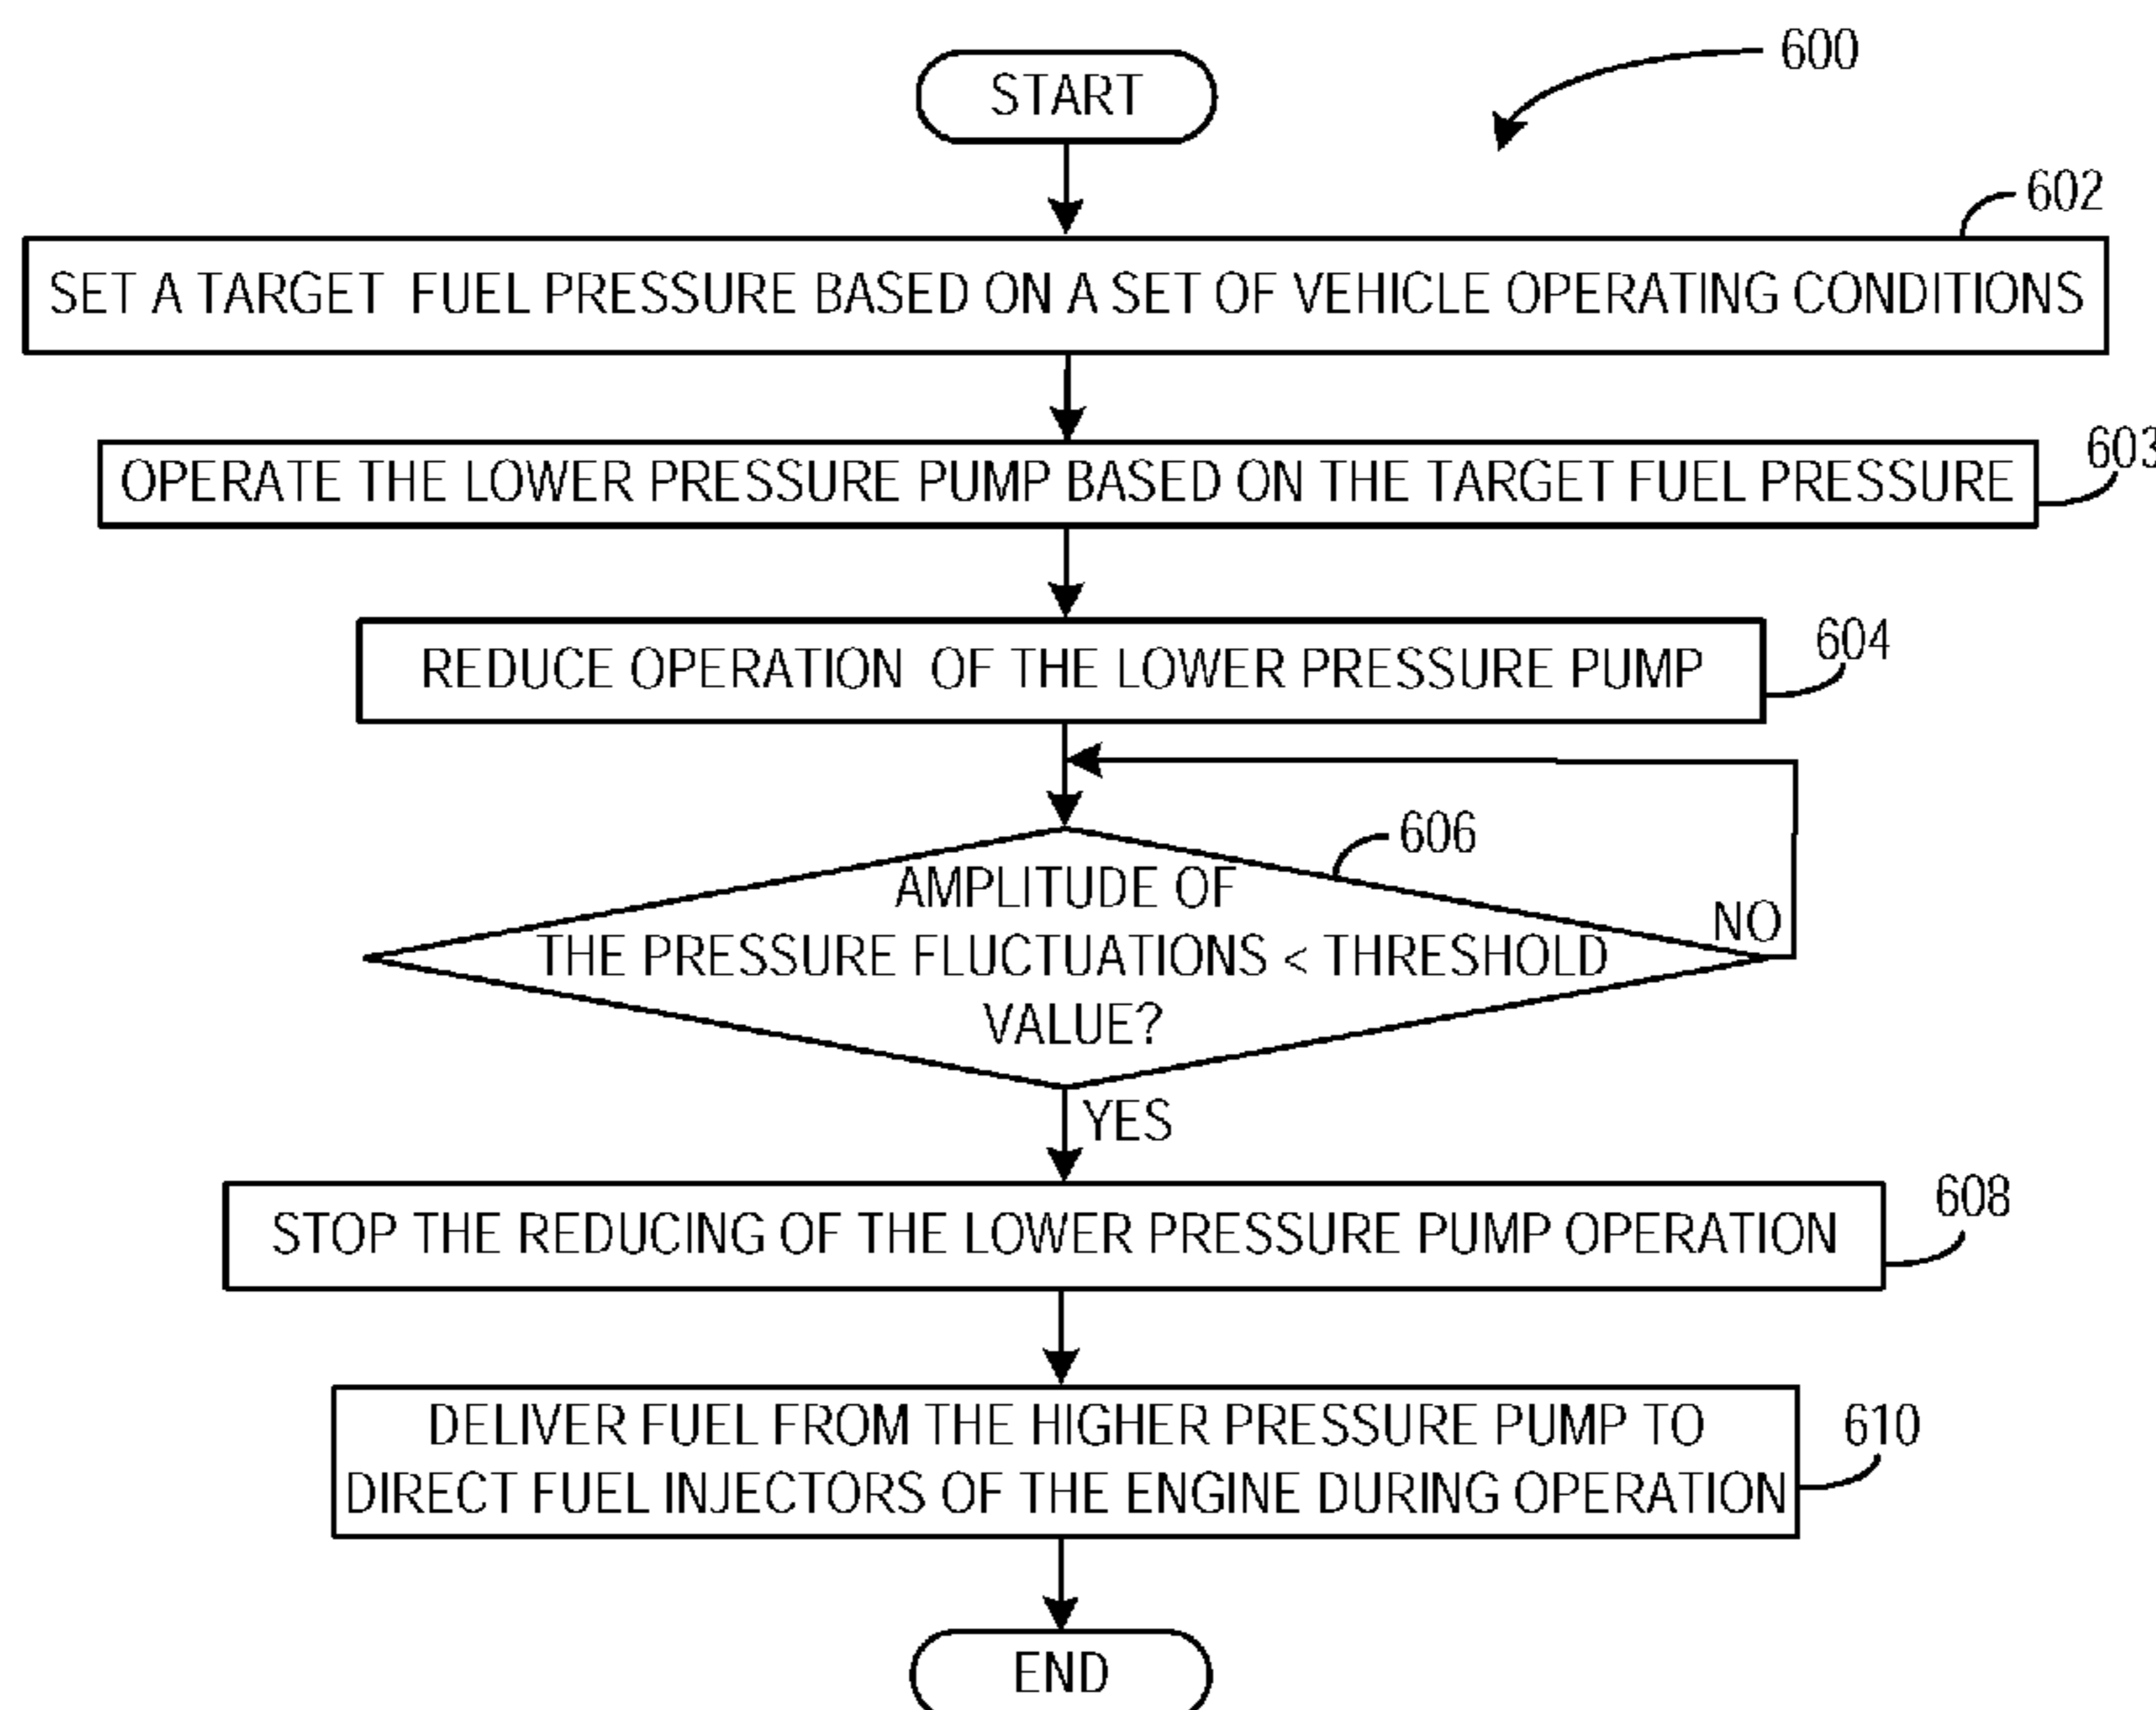 START
600
602
SET A TARGET FUEL PRESSURE BASED ON A SET OF VEHICLE OPERATING CONDITIONS
603
OPERATE THE LOWER PRESSURE PUMP BASED ON THE TARGET FUEL PRESSURE
604
REDUCE OPERATION OF THE LOWER PRESSURE PUMP
606
AMPLITUDE OF
NO
THE PRESSURE FLUCTUATIONS < THRESHOLD
VALUE?
YES
608
STOP THE REDUCING OF THE LOWER PRESSURE PUMP OPERATION
DELIVER FUEL FROM THE HIGHER PRESSURE PUMP TO
610
DIRECT FUEL INJECTORS OF THE ENGINE DURING OPERATION
END